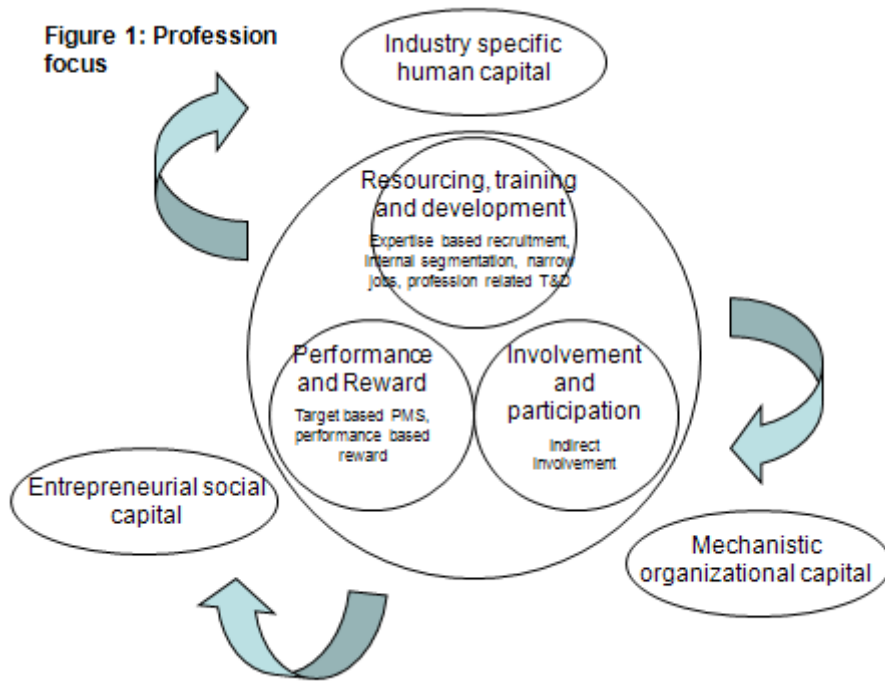 Figure 1: Profession
focus
Industry specific
human capital
Resourcing, training
and development
Expertise based recruitment,
internal segmentation, narrow
jobs, profession related T&D
Performance
and Reward
Target based PMS,
performance based
reward
Involvement
and
participation
Indirect
involvement
Entrepreneurial social
capital
Mechanistic
organizational capital